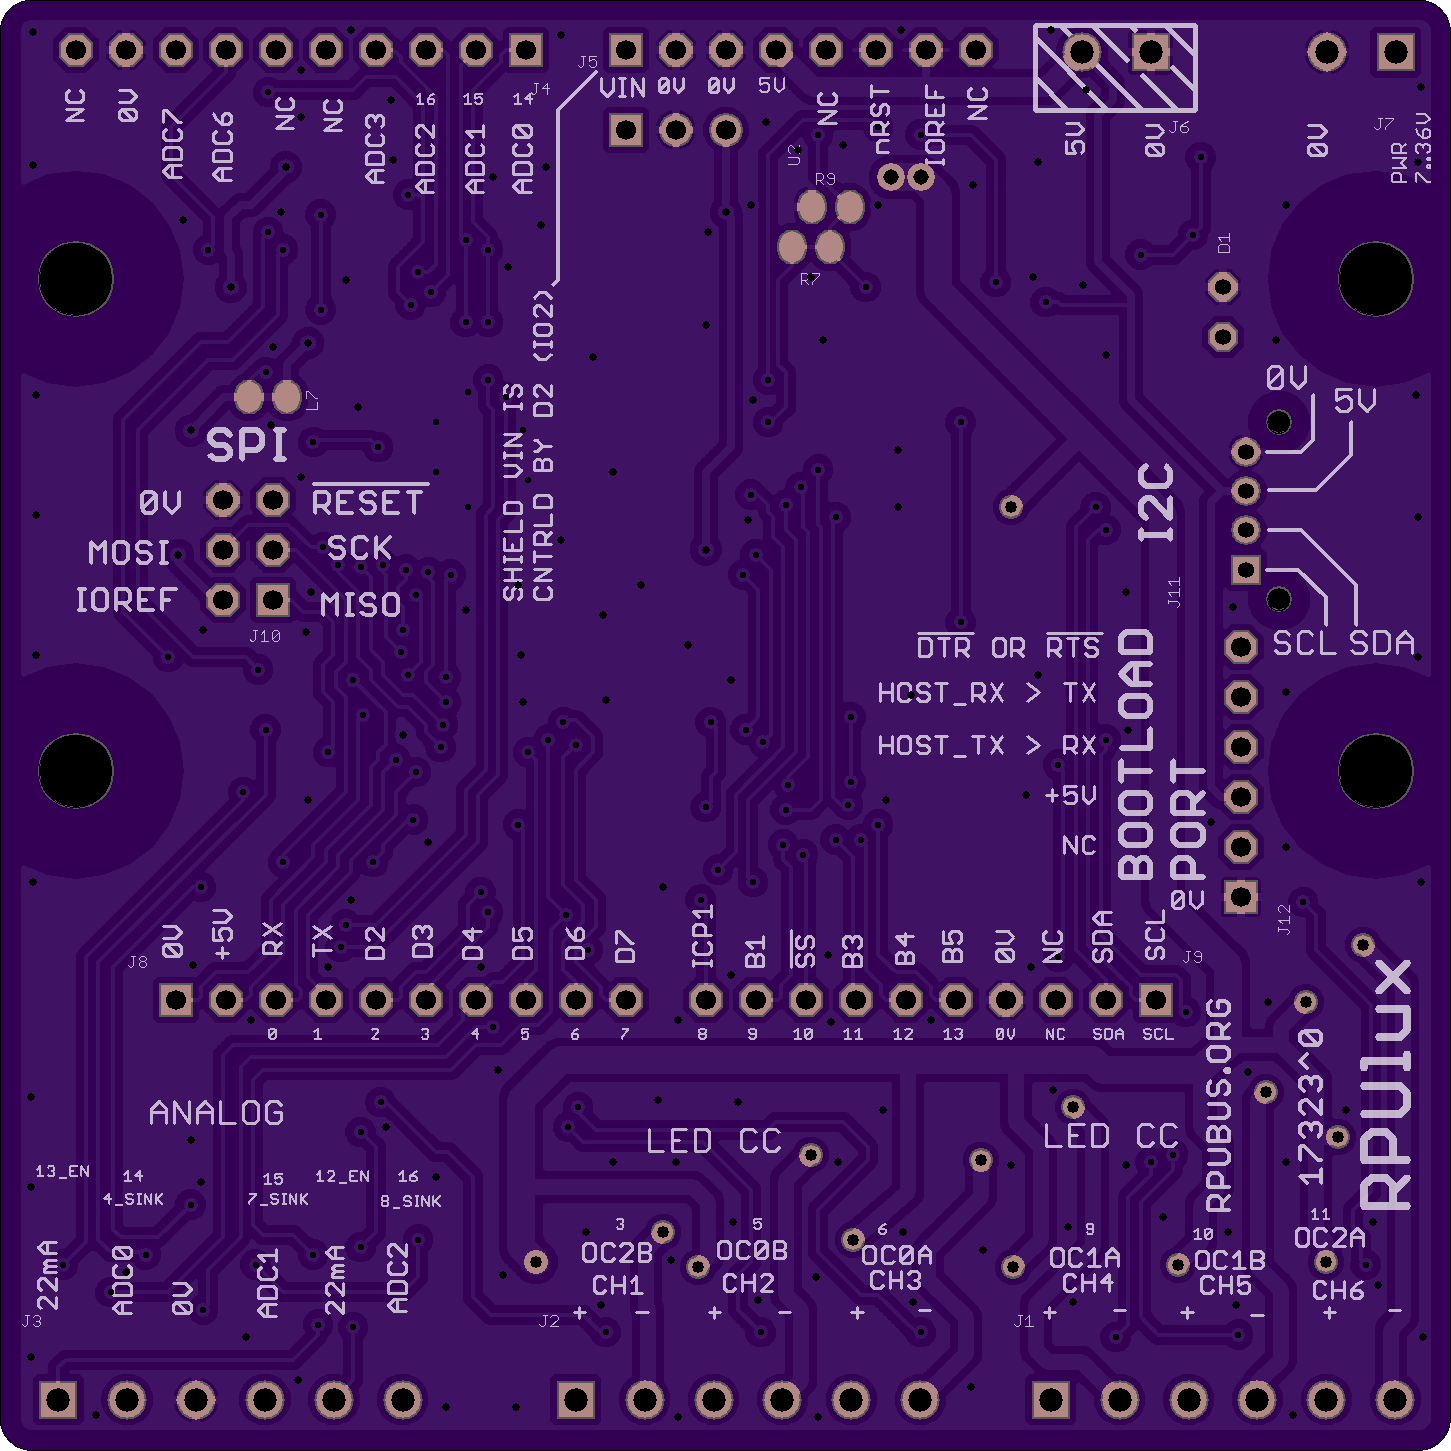 J4
J5
NC
0V
ADC7
ADC6
NC
NC
ADC3
16
ADC2
15
ADC1
14
ADC0
VIN
0V
0V
5V
NC
nRST
IOREF
NC
5V
0V
J6
0V
J7
PWR
7..36V
U2
R9
R7
D1
SHIELD VIN IS
CNTRLD BY D2 (IO2)
L7
SPI
0V
RESET
MOSI
SCK
IOREF
MISO
J10
0V
5V
I2C
J11
SCL
SDA
DTR OR RTS
HOST_RX > TX
HOST_TX > RX
+5V
NC
0V
BOOTLOAD
PORT
J12
J8
0V
+5V
RX
TX
D2
D3
D4
D5
D6
D7
ICP1
B1
SS
B3
B4
B5
0V
NC
SDA
SCL
J9
0
1
2
3
4
5
6
7
8
9
10
11
12
13
0V
NC
SDA
SCL
RPUBUS.ORG
17323^0
RPUlux
ANALOG
LED CC
LED CC
13_EN
14
4_SINK
15
7_SINK
12_EN
16
8_SINK
22mA
ADC0
0V
ADC1
22mA
ADC2
J3
3
OC2B
CH1
5
OC0B
CH2
6
OC0A
CH3
9
OC1A
CH4
10
OC1B
CH5
11
OC2A
CH6
J2
+ - + - + -
J1
+ - + - + -